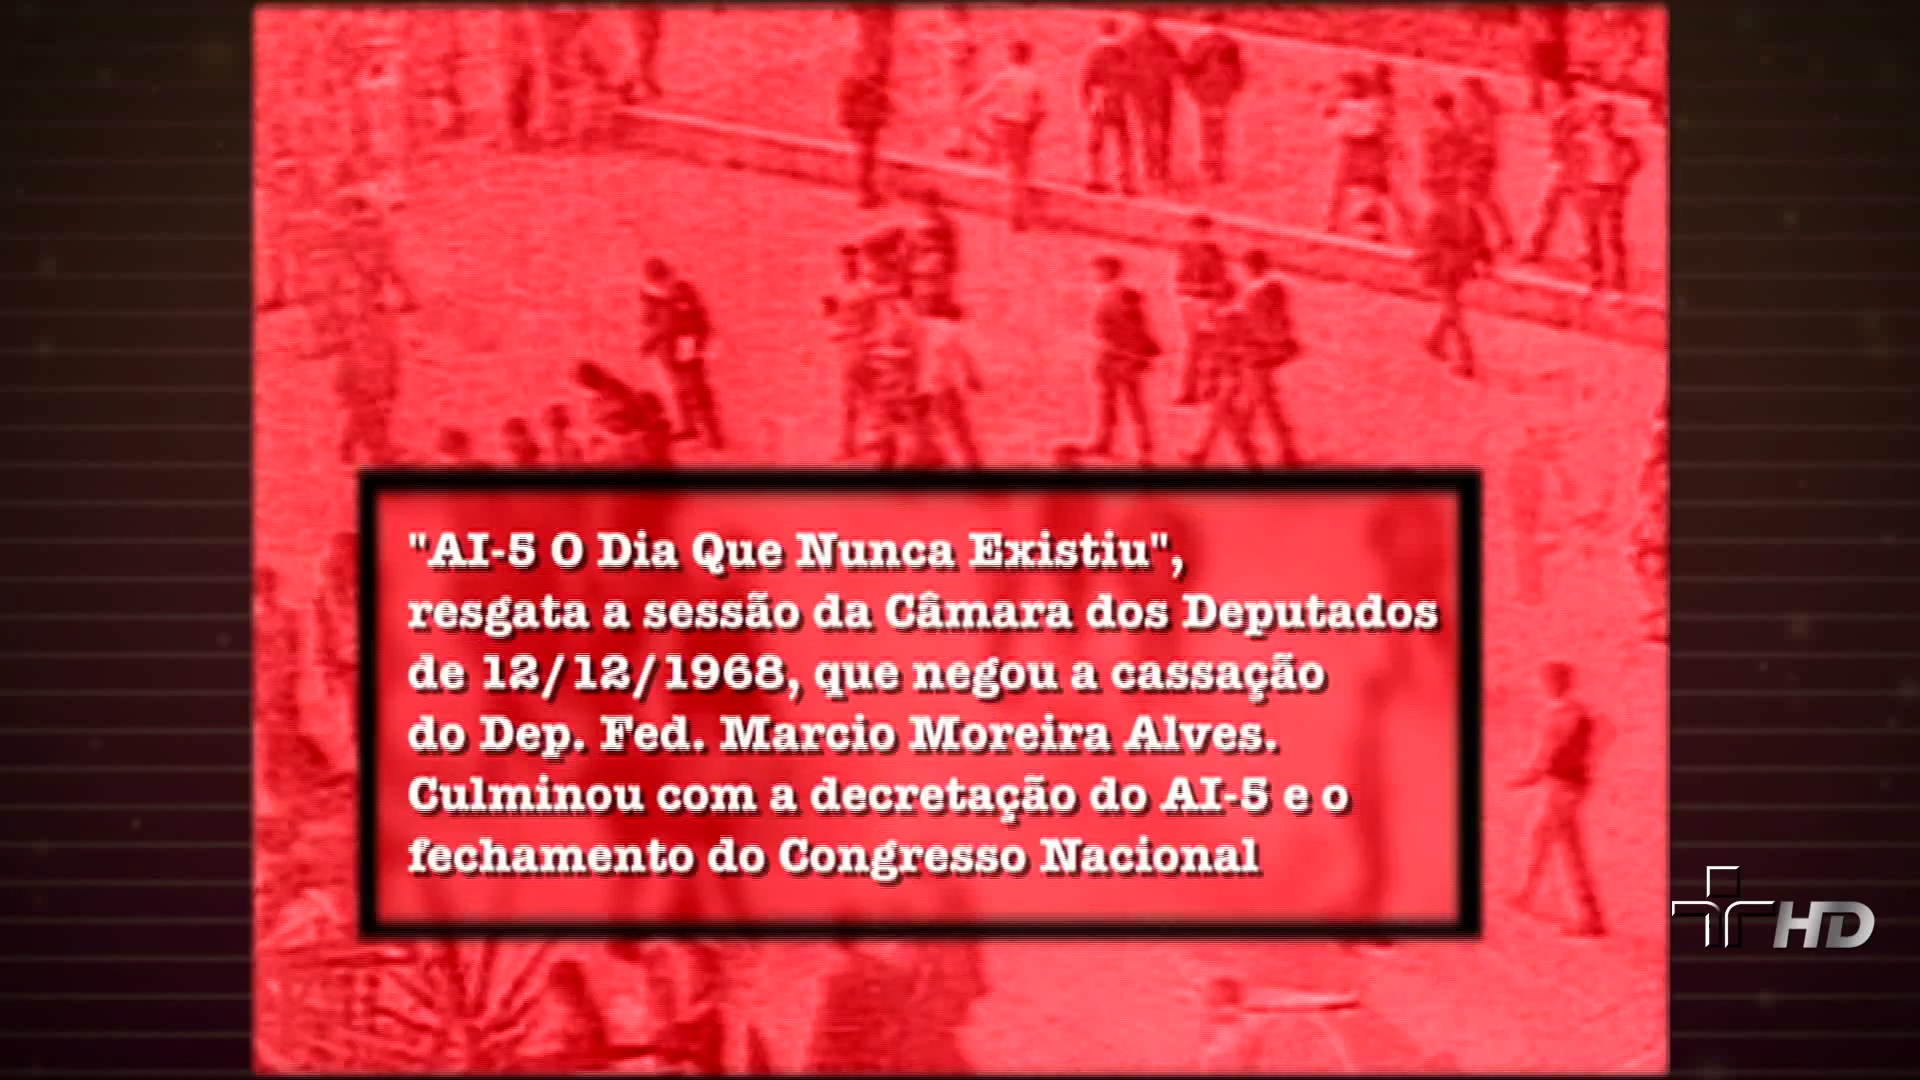 "AI-5 O Dia Que Nunca Existiu",
resgata a sessão da Câmara dos Deputados
de 12/12/1968, que negou a cassação
do Dep. Fed. Marcio Moreira Alves.
Culminou com a decretação do AI-5 e o
fechamento do Congresso Nacional
HD